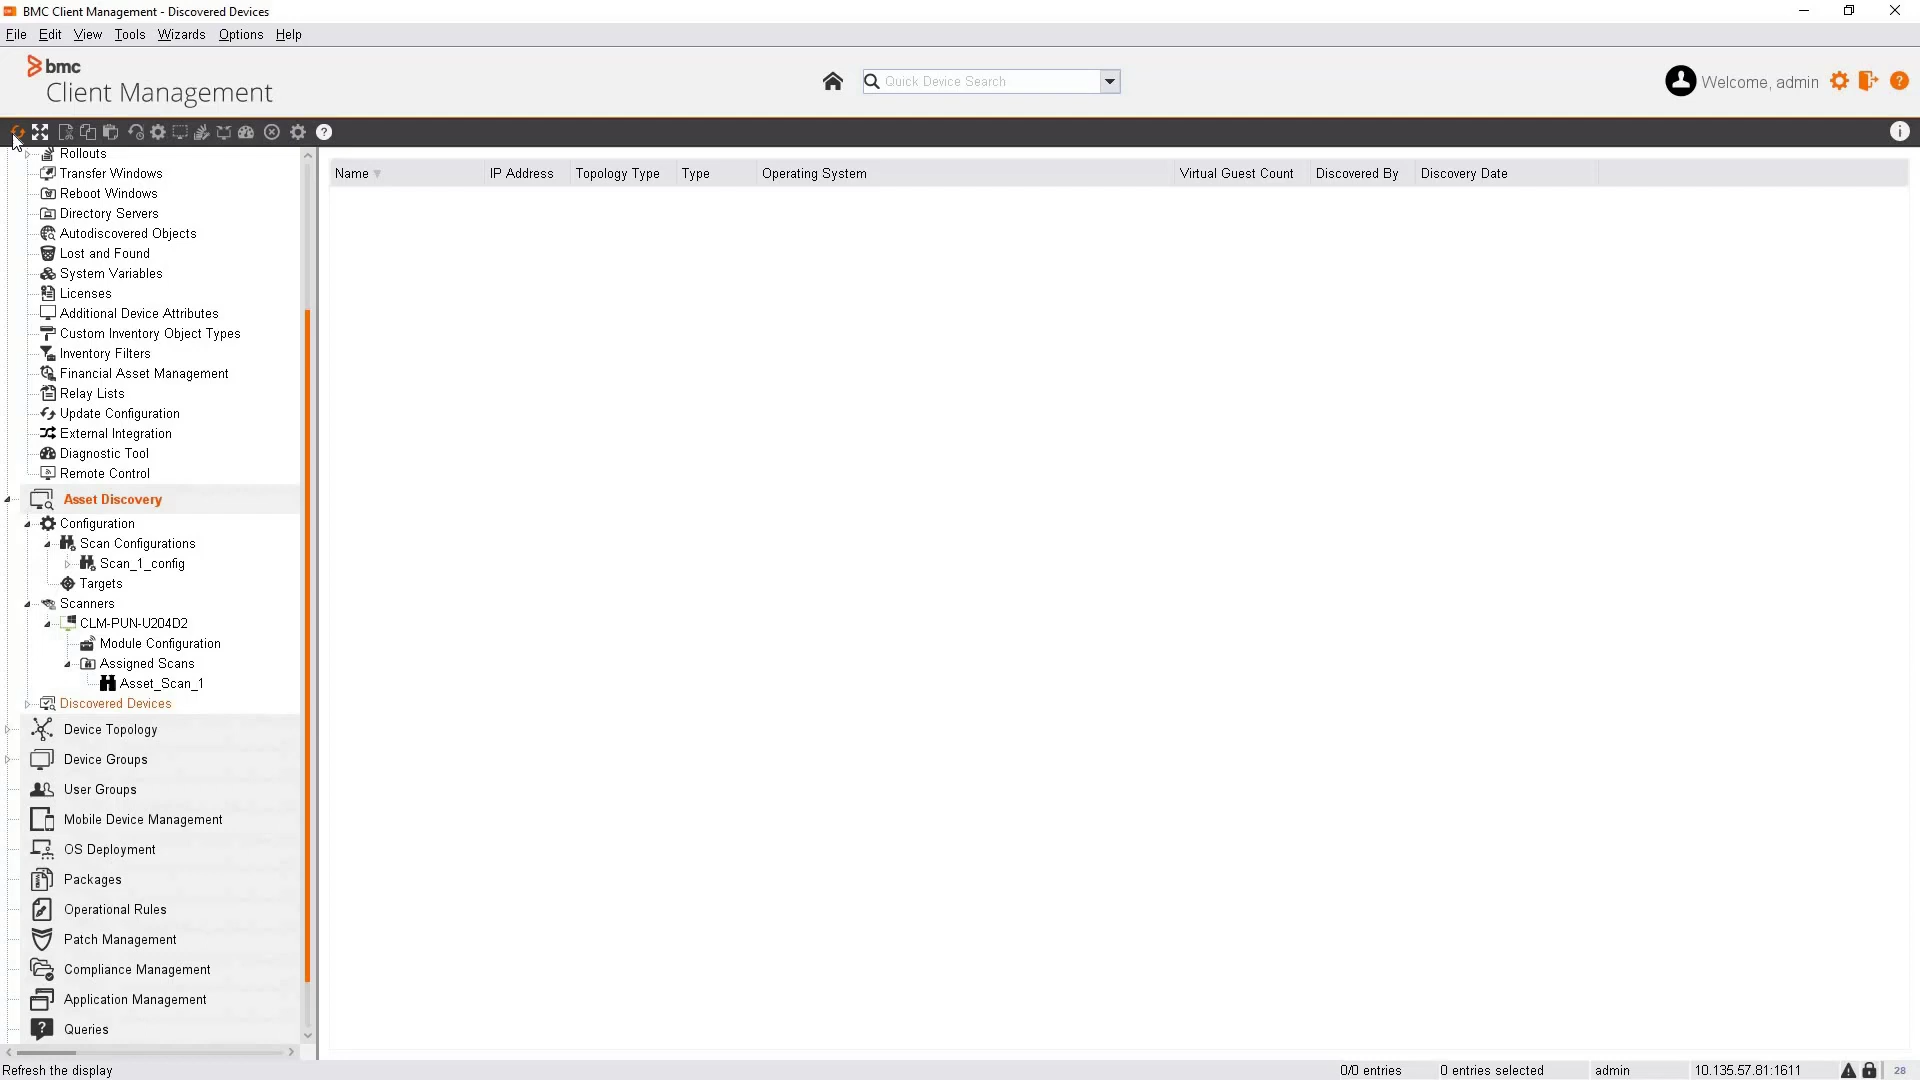 BMC Client Management - Discovered Devices
File Edit View Tools Wizards Options Help
bmc
Client Management
Quick Device Search
Welcome, admin
?
?
i
Rollouts
Transfer Windows
Reboot Windows
Directory Servers
Autodiscovered Objects
Lost and Found
System Variables
Licenses
Additional Device Attributes
Custom Inventory Object Types
Inventory Filters
Financial Asset Management
Relay Lists
Update Configuration
External Integration
Diagnostic Tool
Remote Control
Asset Discovery
Configuration
Scan Configurations
Scan_1_config
Targets
Scanners
CLM-PUN-U204D2
Module Configuration
Assigned Scans
Asset_Scan_1
Discovered Devices
Device Topology
Device Groups
User Groups
Mobile Device Management
OS Deployment
Packages
Operational Rules
Patch Management
Compliance Management
Application Management
Queries
Name IP Address Topology Type Type Operating System Virtual Guest Count Discovered By Discovery Date
Refresh the display 0/0 entries 0 entries selected admin 10.135.57.81:1611 28